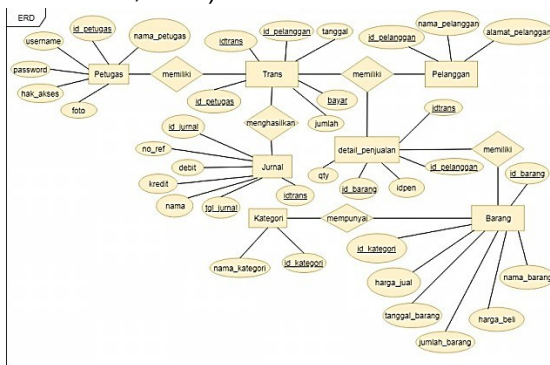 ERD
username
id_petugas
nama_petugas
password
hak_akses
foto
Petugas
memiliki
idtrans
id_pelanggan
tanggal
Trans
id_petugas
bayar
jumlah
memiliki
id_pelanggan
nama_pelanggan
alamat_pelanggan
Pelanggan
menghasilkan
id_jurnal
no_ref
debit
kredit
nama
tgl_jurnal
idtrans
Jurnal
detail_penjualan
idtrans
id_pelanggan
qty
id_barang
idpen
memiliki
id_barang
Kategori
mempunyai
Barang
nama_kategori
id_kategori
id_kategori
harga_jual
tanggal_barang
jumlah_barang
harga_beli
nama_barang